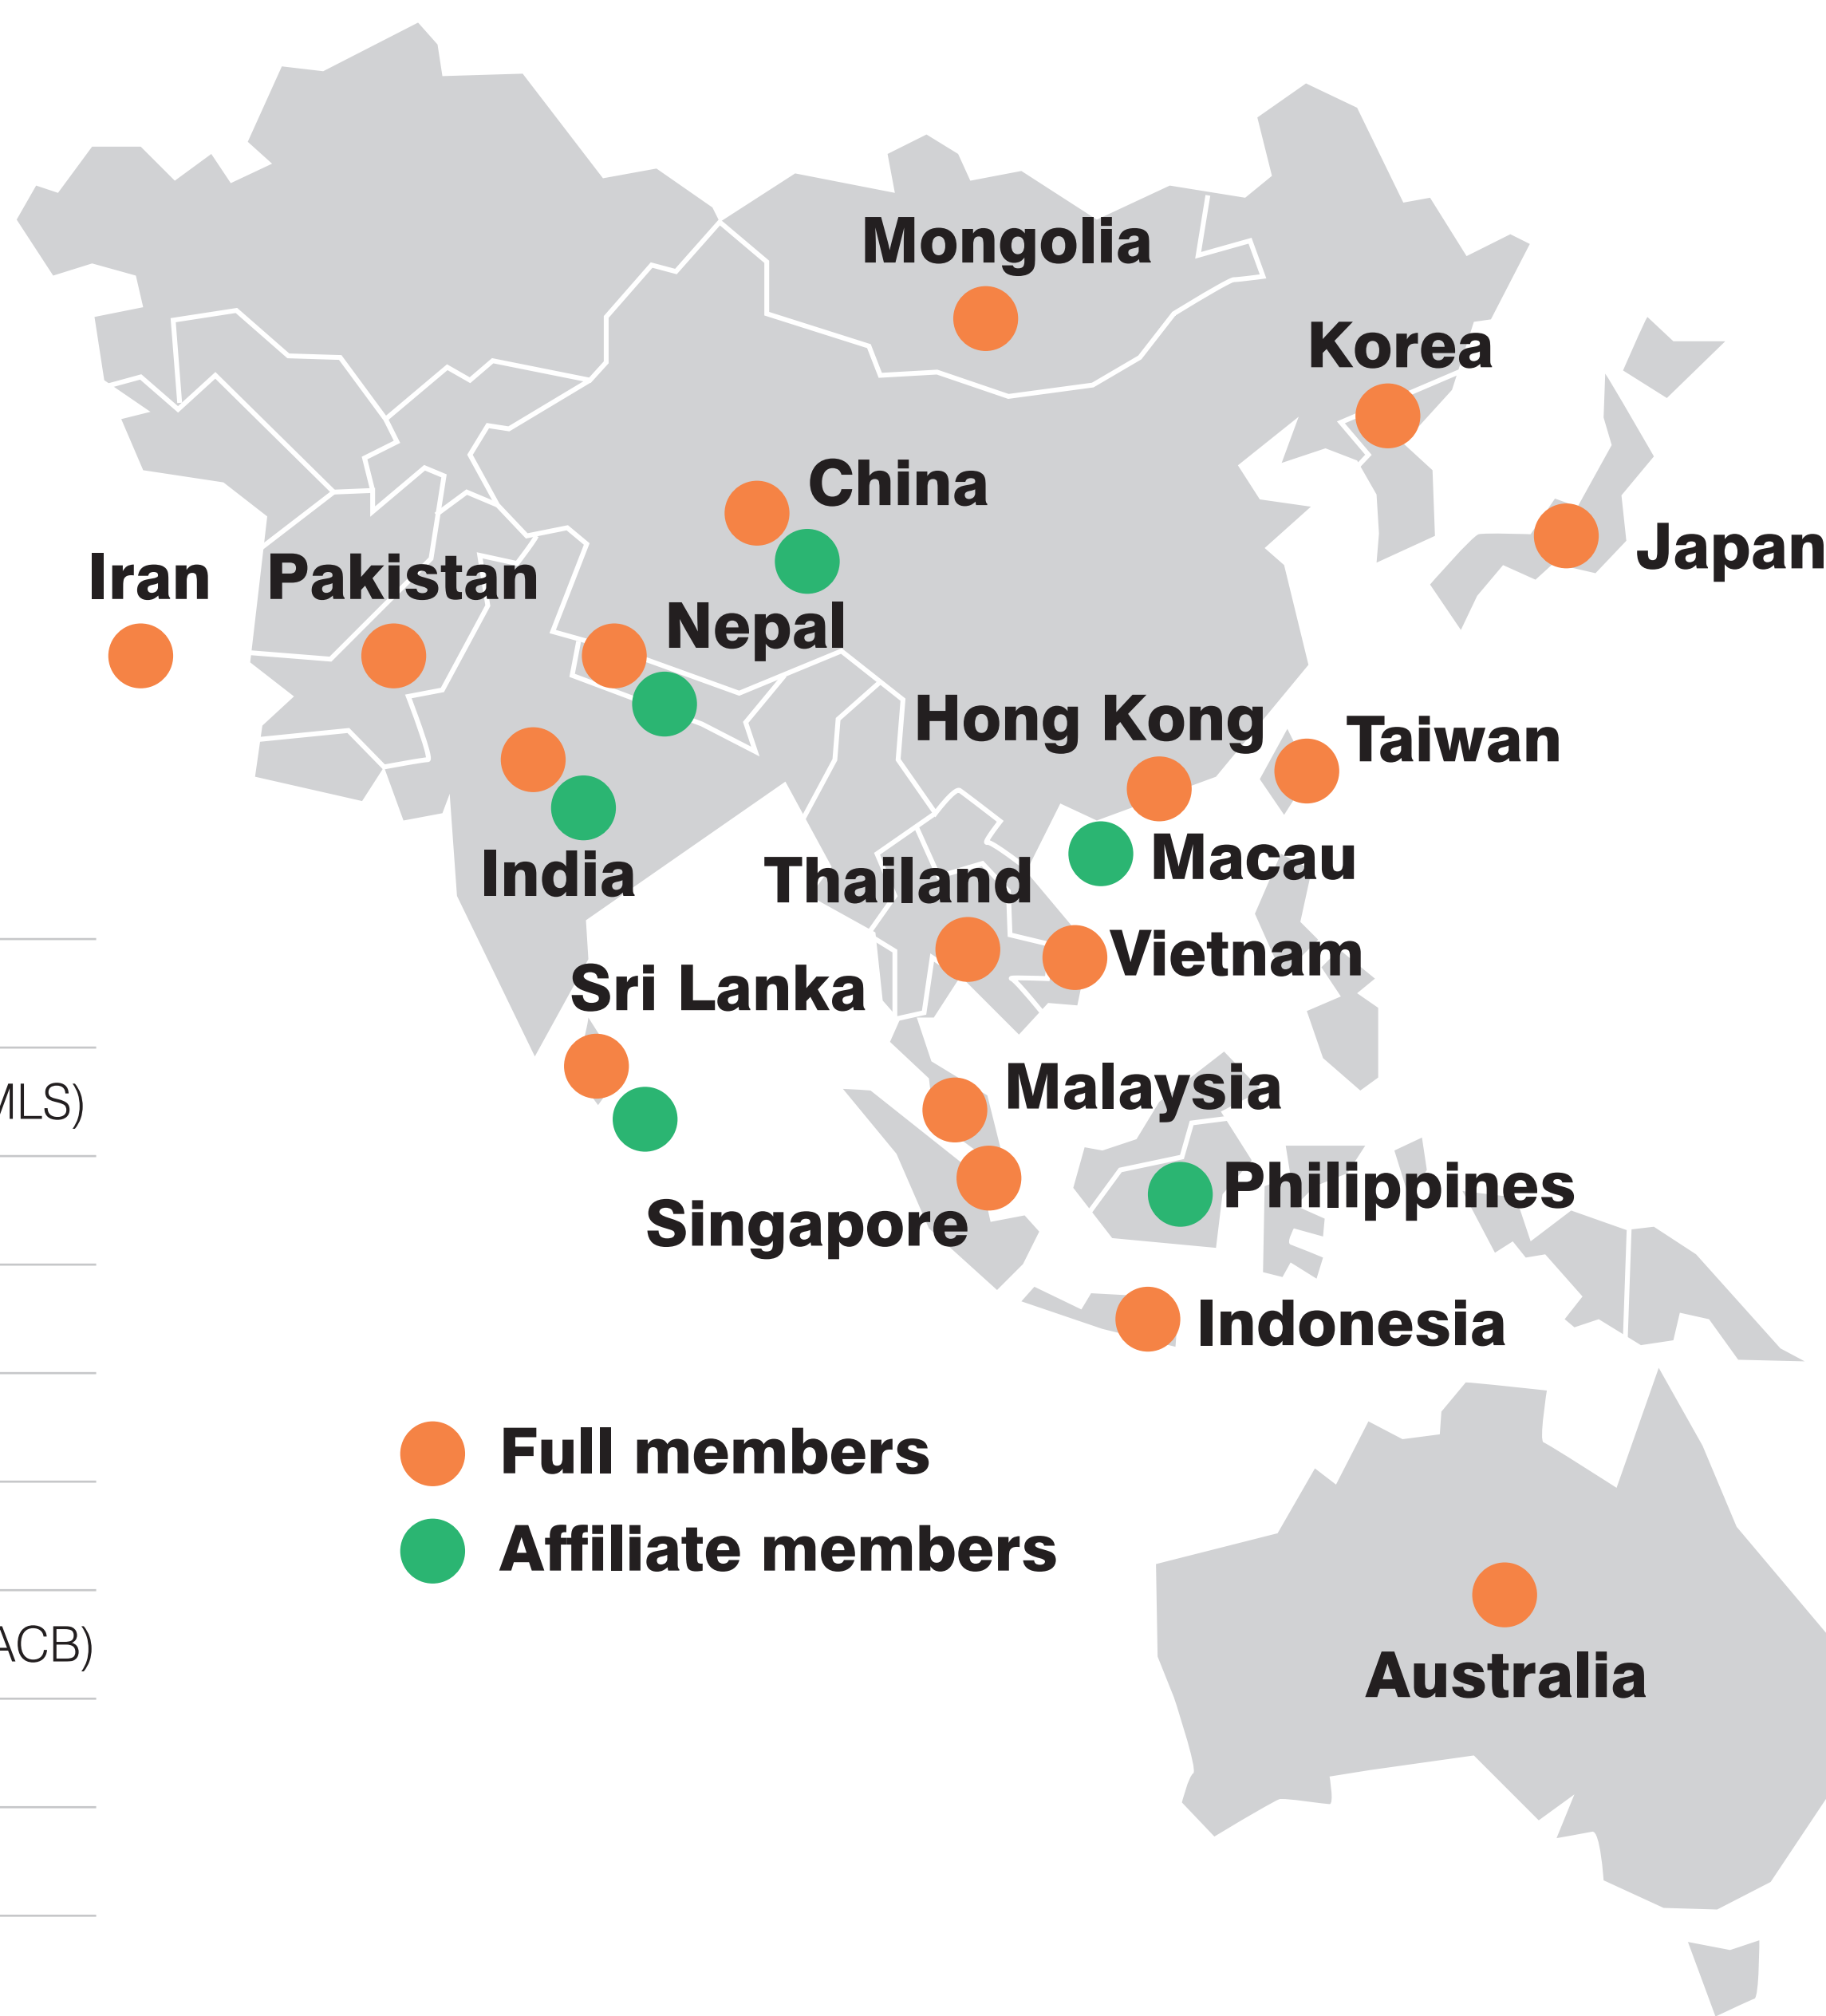 Mongolia
Korea
China
Japan
Iran
Pakistan
Nepal
Hong Kong
Taiwan
India
Thailand
Macau
Vietnam
Sri Lanka
MLS)
Malaysia
Philippines
Singapore
Indonesia
Full members
Affiliate members
ACB)
Australia